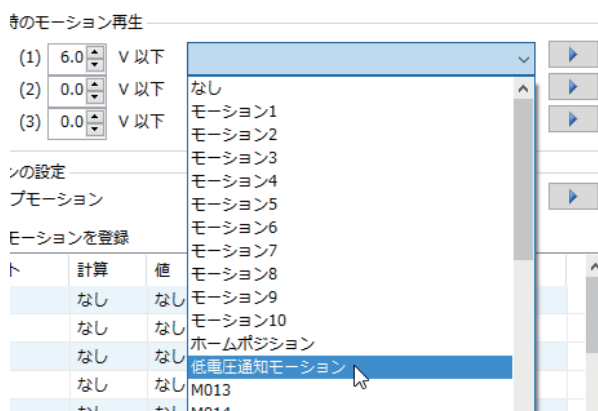 時のモーション再生
(1) 6.0 V 以下
(2) 0.0 V 以下
(3) 0.0 V 以下
なし
モーション1
モーション2
モーション3
モーション4
モーション5
モーション6
モーション7
モーション8
モーション9
モーション10
ホームポジション
低電圧通知モーション
M013
M014
ンの設定
プモーション
モーションを登録
ト 計算 値
なし なし
なし なし
なし なし
なし なし
なし なし